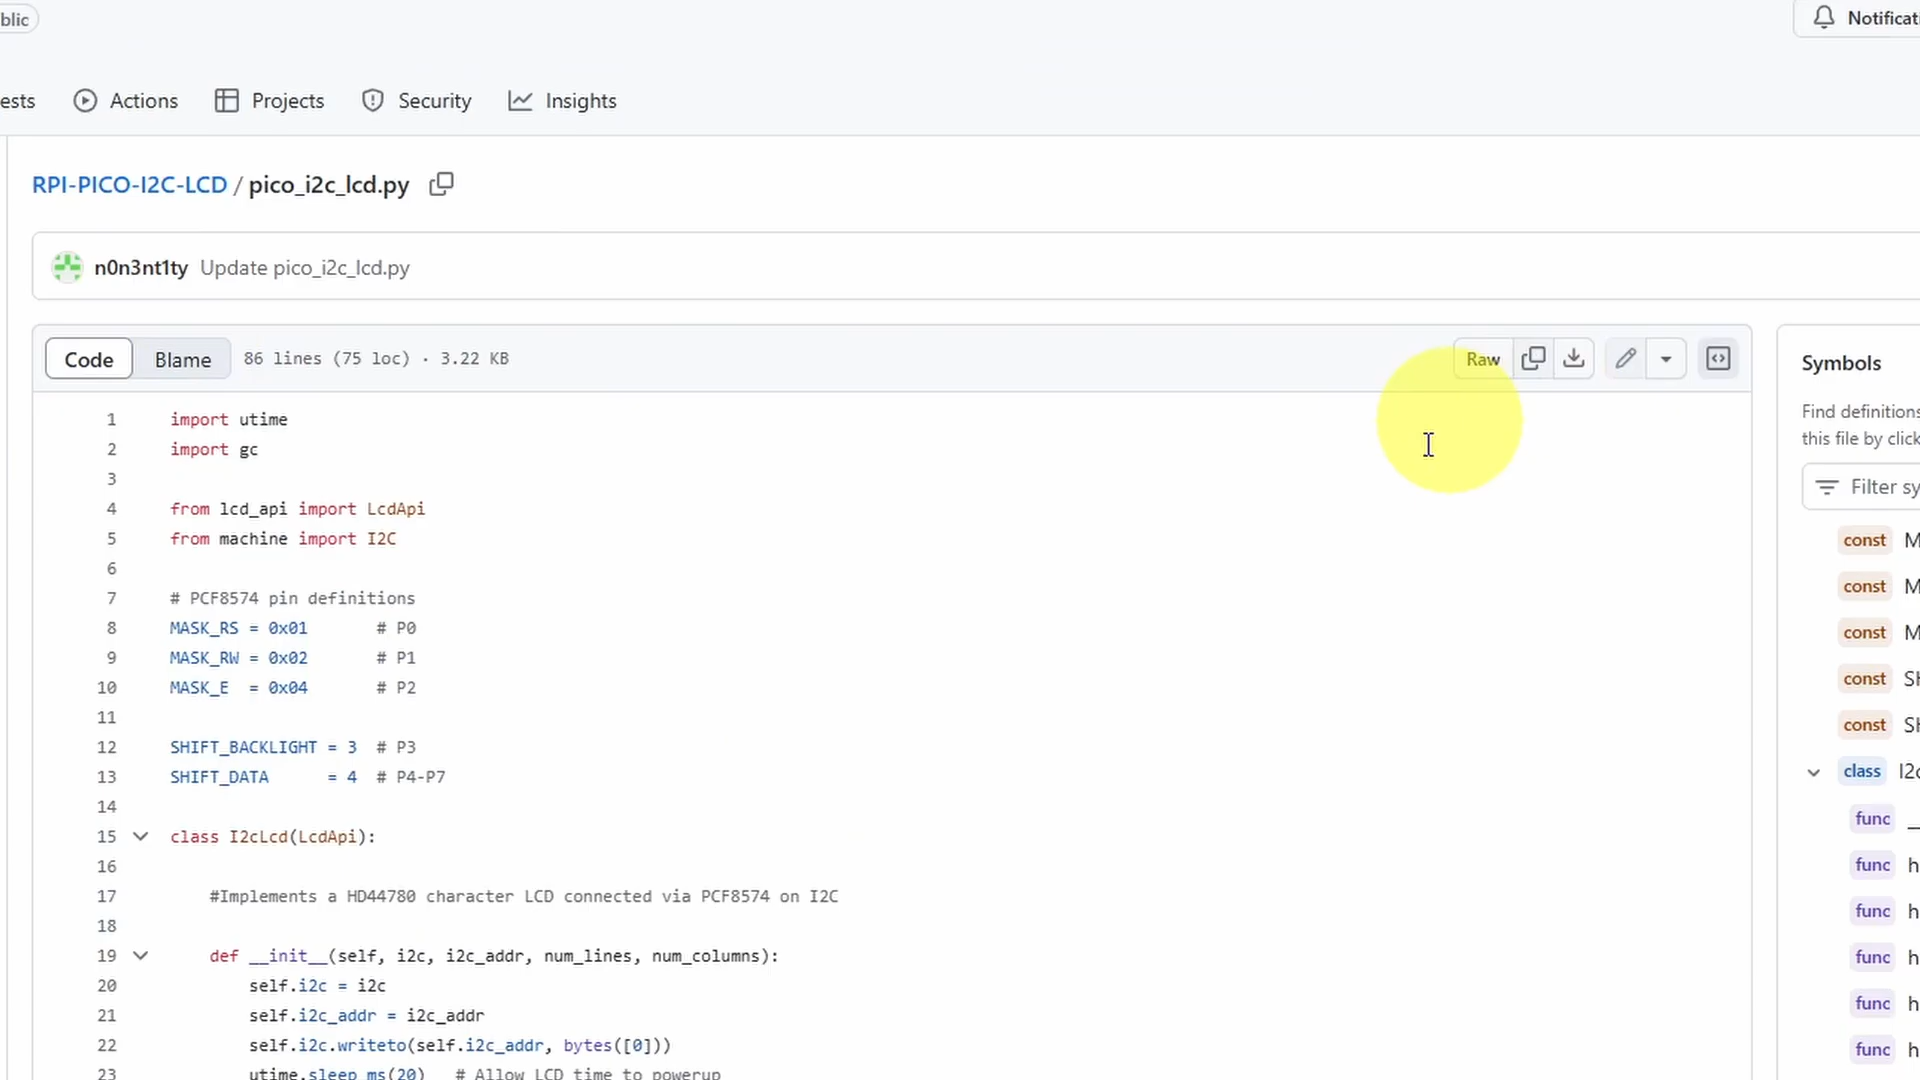 blic
Notificati
ests
Actions
Projects
Security
Insights
RPI-PICO-I2C-LCD / pico_i2c_lcd.py
n0n3nt1ty Update pico_i2c_lcd.py
Code
Blame
86 lines (75 loc) · 3.22 KB
Raw
1 import utime
2 import gc
3
4 from lcd_api import LcdApi
5 from machine import I2C
6
7 # PCF8574 pin definitions
8 MASK_RS = 0x01 # P0
9 MASK_RW = 0x02 # P1
10 MASK_E = 0x04 # P2
11
12 SHIFT_BACKLIGHT = 3 # P3
13 SHIFT_DATA = 4 # P4-P7
14
15 class I2cLcd(LcdApi):
16
17 #Implements a HD44780 character LCD connected via PCF8574 on I2C
18
19 def __init__(self, i2c, i2c_addr, num_lines, num_columns):
20 self.i2c = i2c
21 self.i2c_addr = i2c_addr
22 self.i2c.writeto(self.i2c_addr, bytes([0]))
23 utime.sleep_ms(20) # Allow LCD time to powerup
Symbols
Find definitions
this file by click
Filter sy
const M
const M
const M
const SH
const SH
class I2c
func _
func h
func h
func h
func h
func h